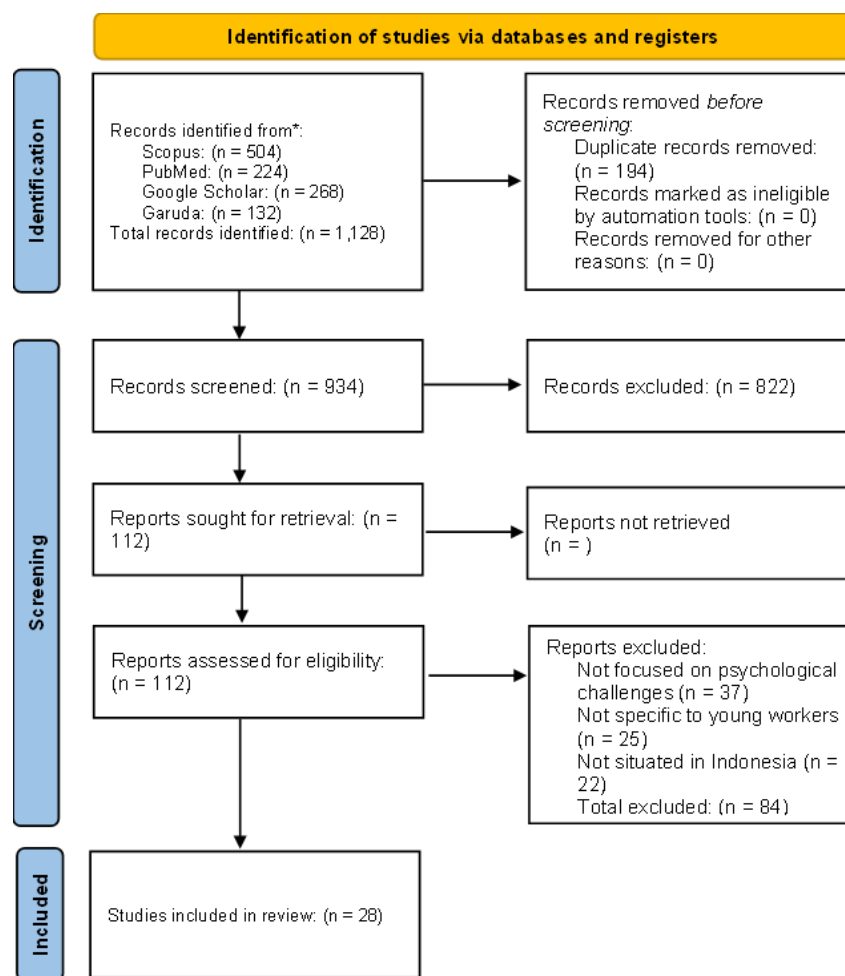 Identification of studies via databases and registers
Identification
Records identified from*:
Scopus: (n = 504)
PubMed: (n = 224)
Google Scholar: (n = 268)
Garuda: (n = 132)
Total records identified: (n = 1,128)
Records removed before
screening:
Duplicate records removed:
(n = 194)
Records marked as ineligible
by automation tools: (n = 0)
Records removed for other
reasons: (n = 0)
Screening
Records screened: (n = 934)
Records excluded: (n = 822)
Reports sought for retrieval: (n =
112)
Reports not retrieved
(n = )
Reports assessed for eligibility:
(n = 112)
Reports excluded:
Not focused on psychological
challenges (n = 37)
Not specific to young workers
(n = 25)
Not situated in Indonesia (n =
22)
Total excluded: (n = 84)
Included
Studies included in review: (n = 28)